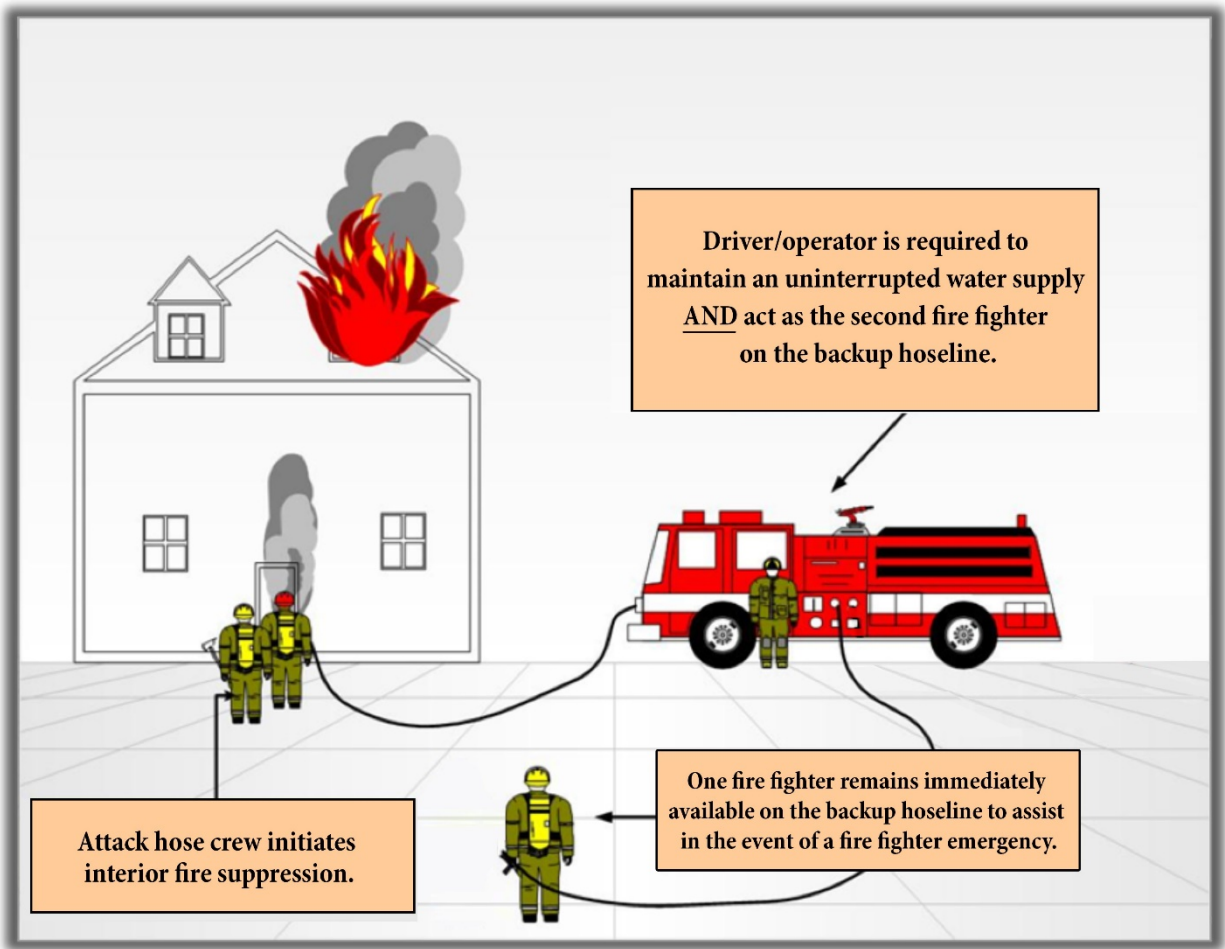 Driver/operator is required to
maintain an uninterrupted water supply
AND act as the second fire fighter
on the backup hoseline.
One fire fighter remains immediately
available on the backup hoseline to assist
in the event of a fire fighter emergency.
Attack hose crew initiates
interior fire suppression.